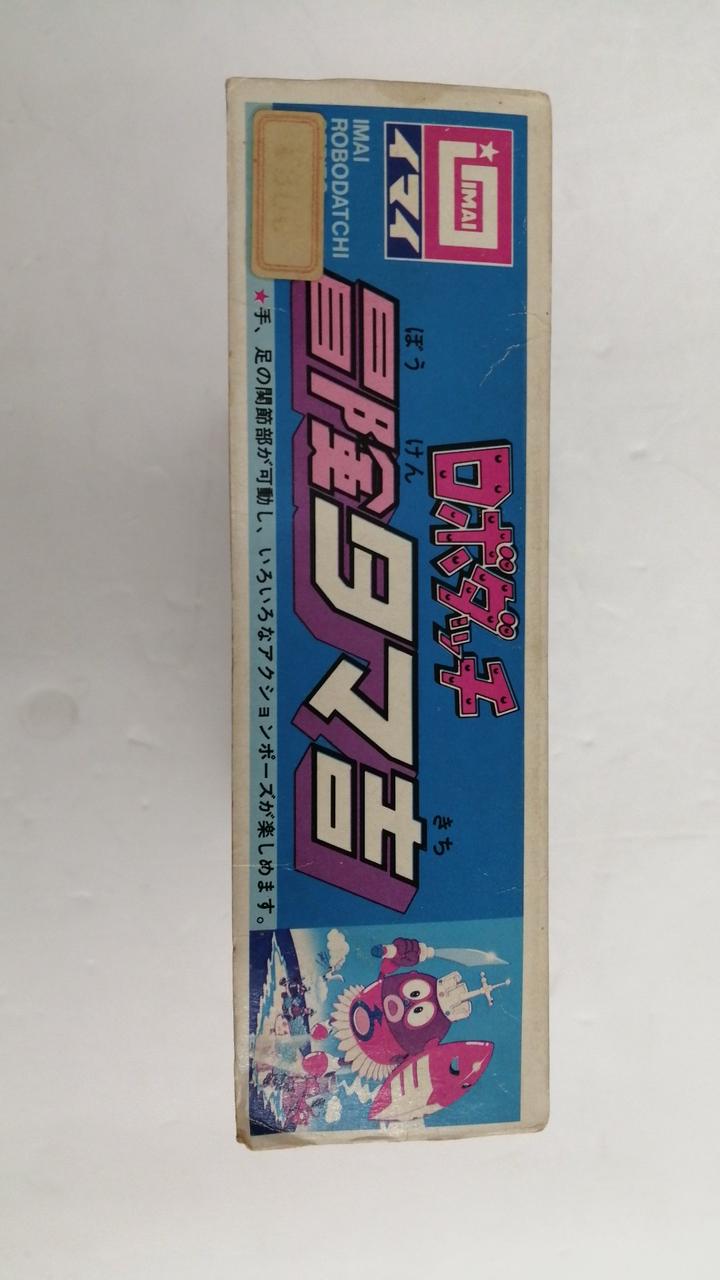 IMAI
イマイ
IMAI
ROBODATCHI
ロボダッチ
ぼう けん
冒険タマ吉
きち
★手、足の関節部が可動し、いろいろなアクションポーズが楽しめます。